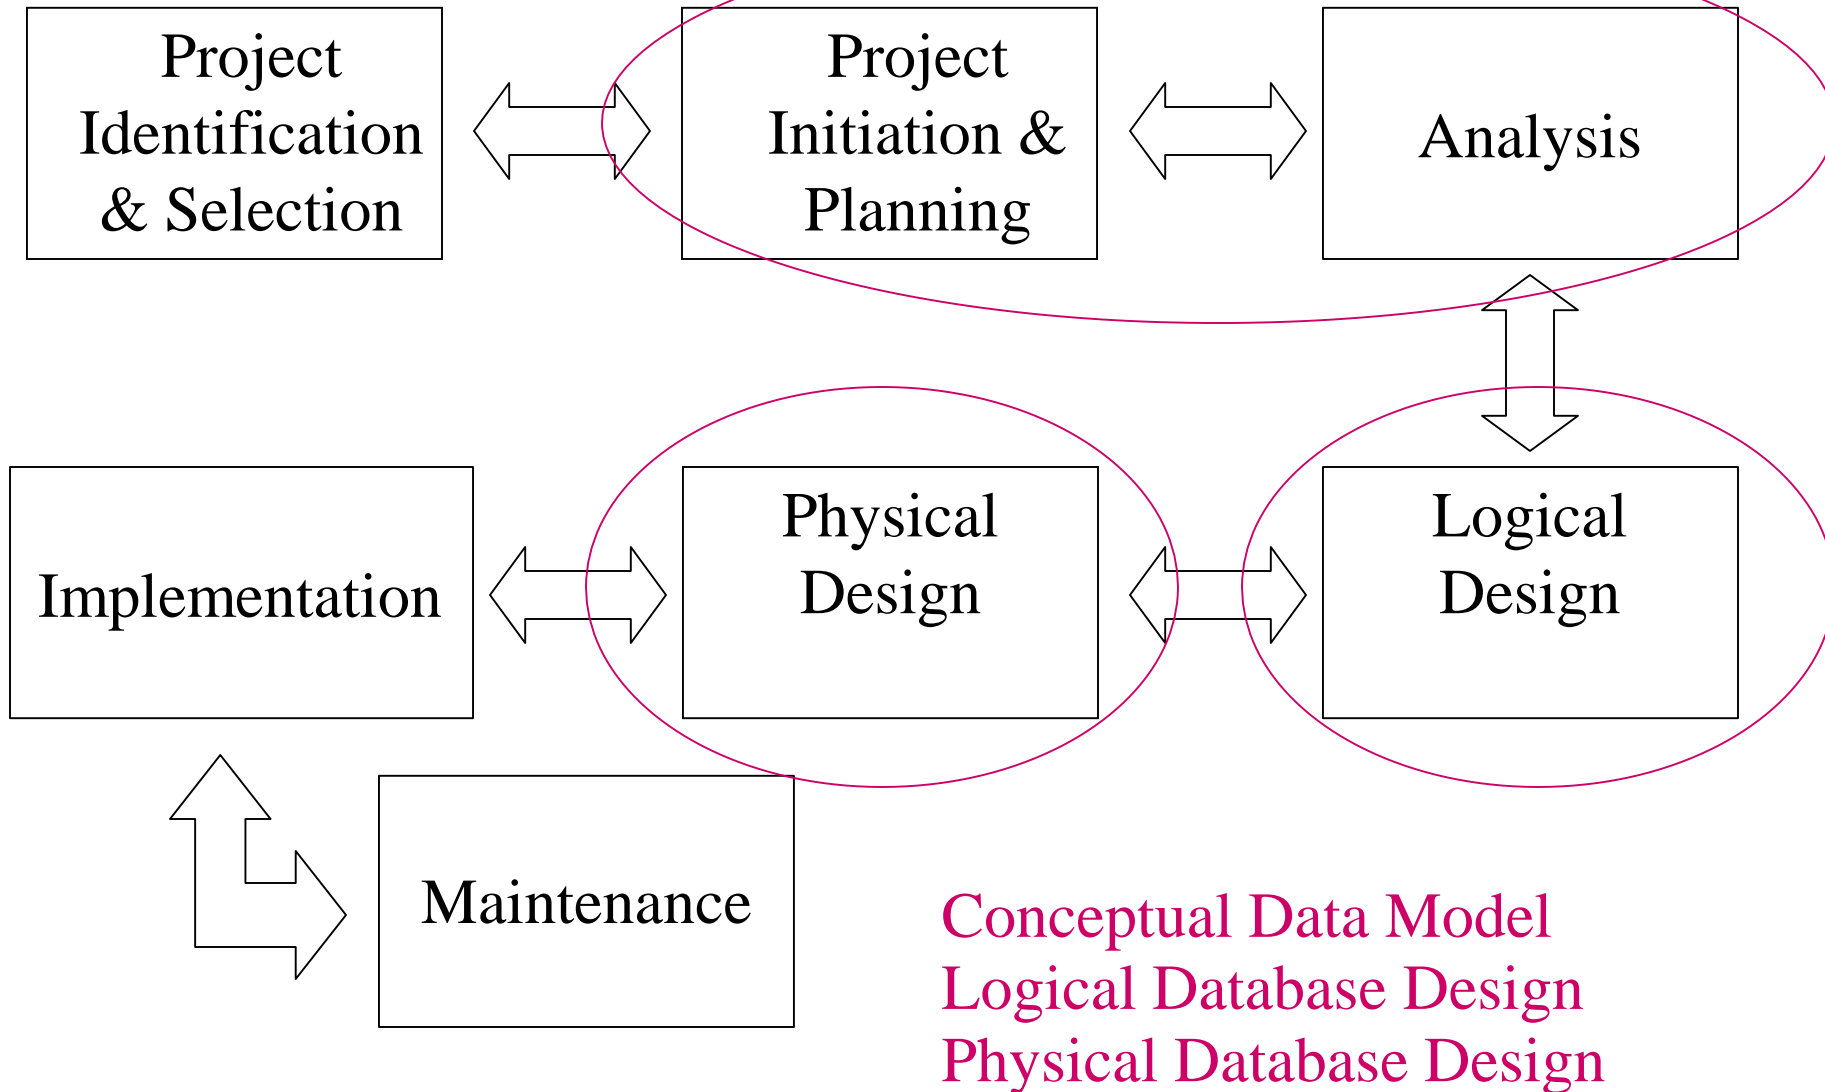 Project
Identification
& Selection
Project
Initiation &
Planning
Analysis
Implementation
Physical
Design
Logical
Design
Maintenance
Conceptual Data Model
Logical Database Design
Physical Database Design